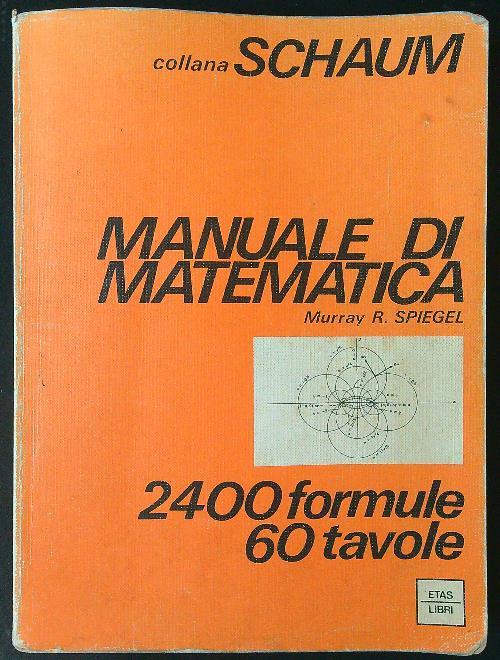 collana SCHAUM
MANUALE DI
MATEMATICA
Murray R. SPIEGEL
2400 formule
60 tavole
ETAS
LIBRI